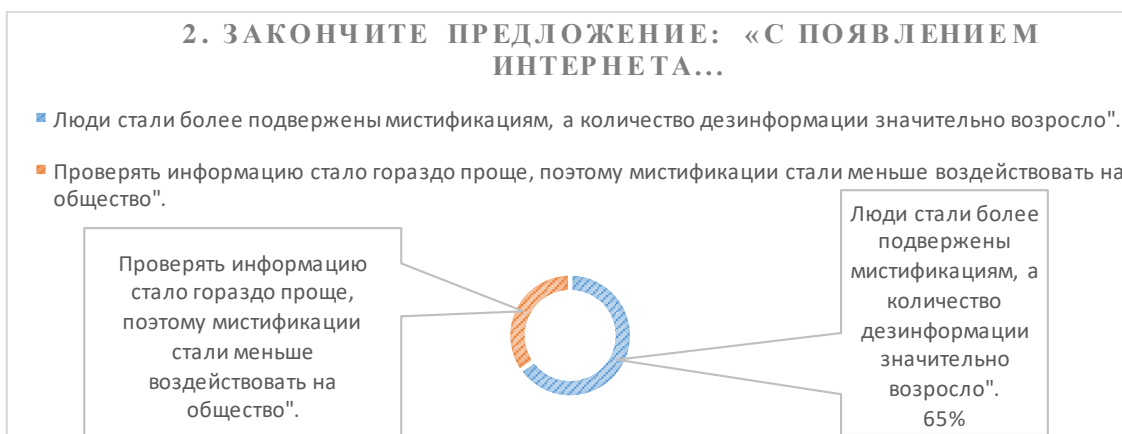 2. ЗАКОНЧИТЕ ПРЕДЛОЖЕНИЕ: «С ПОЯВЛЕНИЕМ
ИНТЕРНЕТА...
Люди стали более подвержены мистификациям, а количество дезинформации значительно возросло".
Проверять информацию стало гораздо проще, поэтому мистификации стали меньше воздействовать на
общество".
Проверять информацию
стало гораздо проще,
поэтому мистификации
стали меньше
воздействовать на
общество".
Люди стали более
подвержены
мистификациям, а
количество
дезинформации
значительно
возросло".
65%